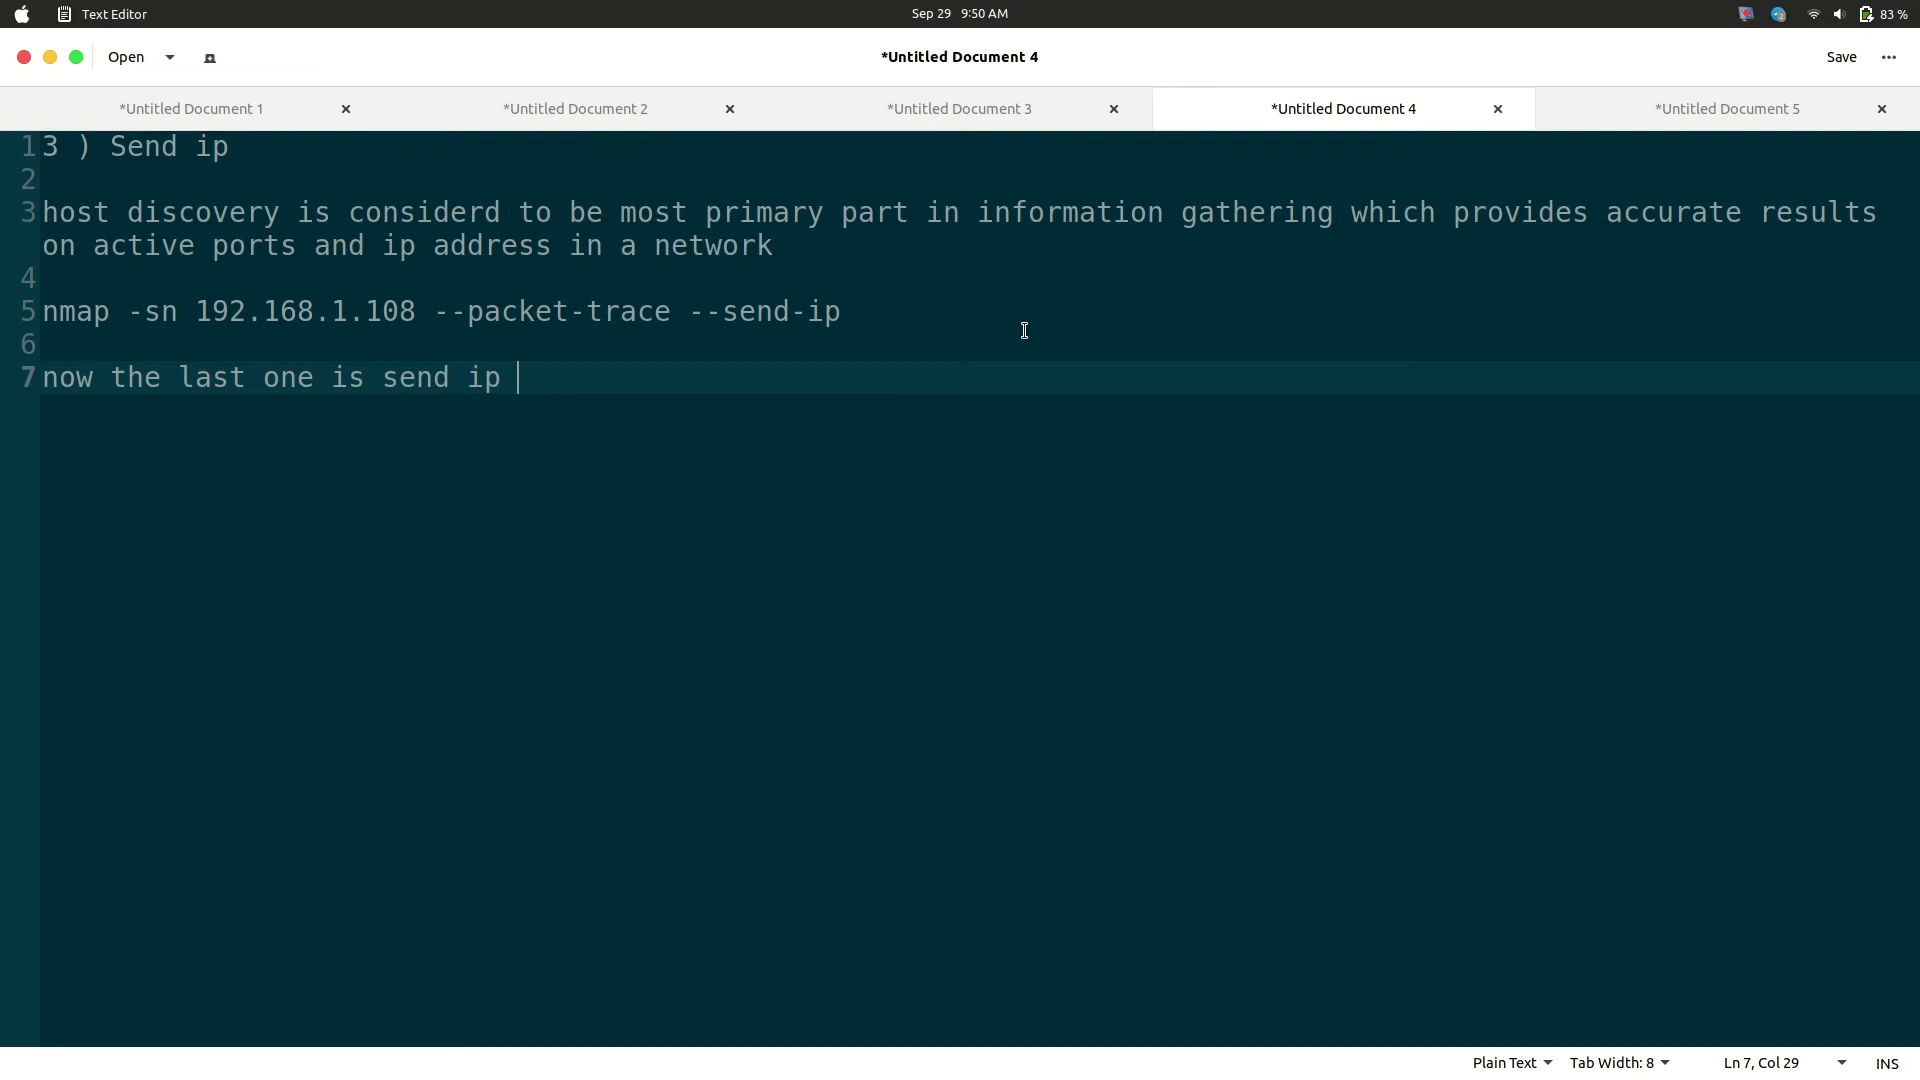 Text Editor
Sep 29 9:50 AM
83 %
Open
*Untitled Document 4
Save
*Untitled Document 1
*Untitled Document 2
*Untitled Document 3
*Untitled Document 4
*Untitled Document 5
1 3 ) Send ip
2
3 host discovery is considerd to be most primary part in information gathering which provides accurate results
on active ports and ip address in a network
4
5 nmap -sn 192.168.1.108 --packet-trace --send-ip
6
7 now the last one is send ip
Plain Text
Tab Width: 8
Ln 7, Col 29
INS